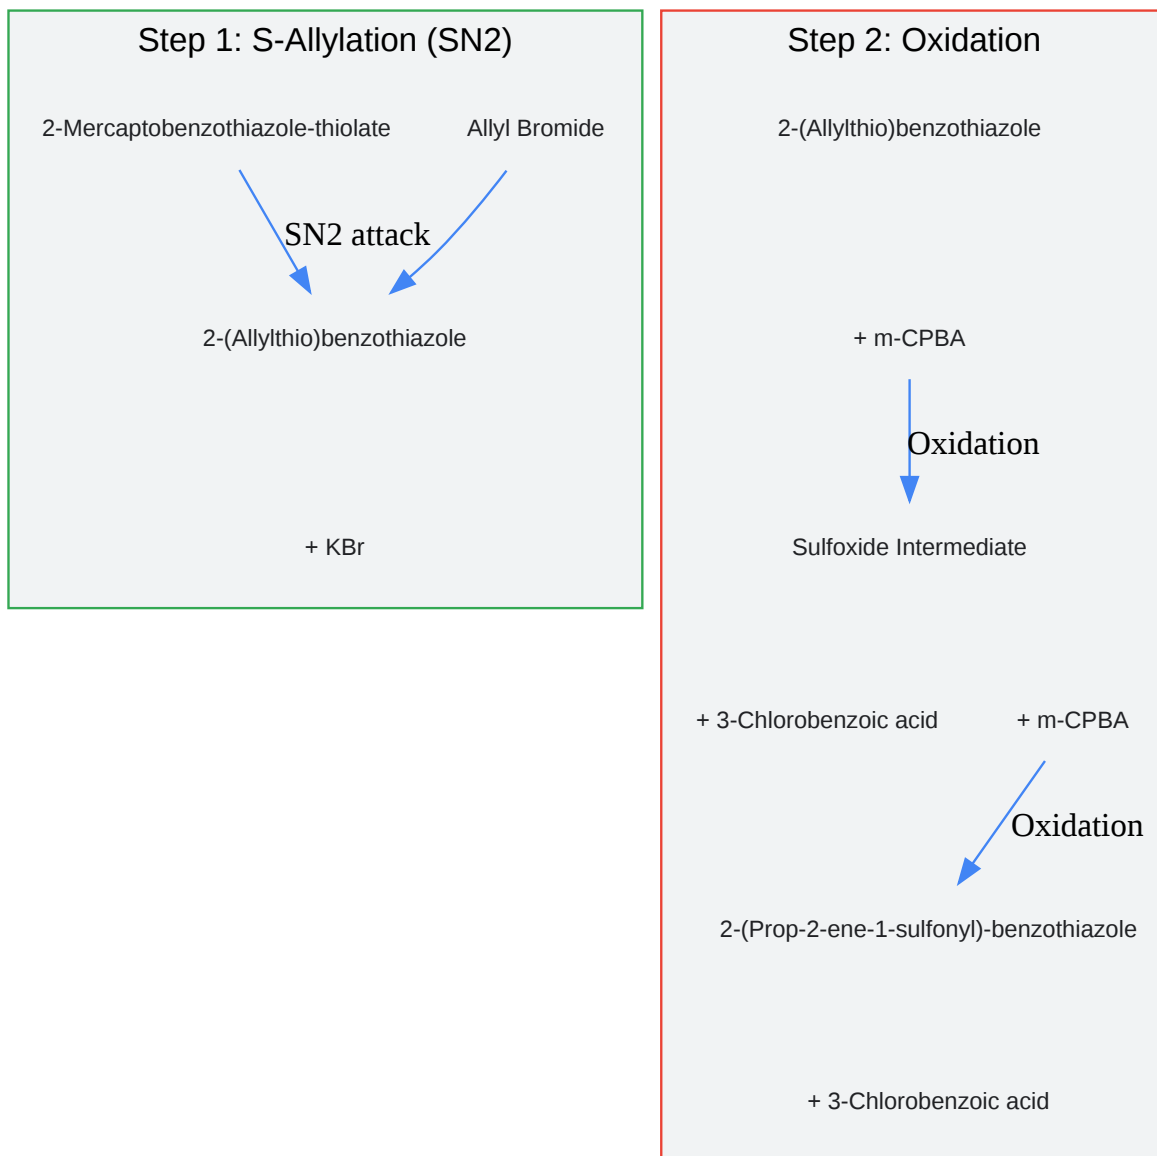 Step 1: S-Allylation (SN2)
2-Mercaptobenzothiazole-thiolate
Allyl Bromide
SN2 attack
2-(Allylthio)benzothiazole
+ KBr
Step 2: Oxidation
2-(Allylthio)benzothiazole
+ m-CPBA
Oxidation
Sulfoxide Intermediate
+ 3-Chlorobenzoic acid
+ m-CPBA
Oxidation
2-(Prop-2-ene-1-sulfonyl)-benzothiazole
+ 3-Chlorobenzoic acid